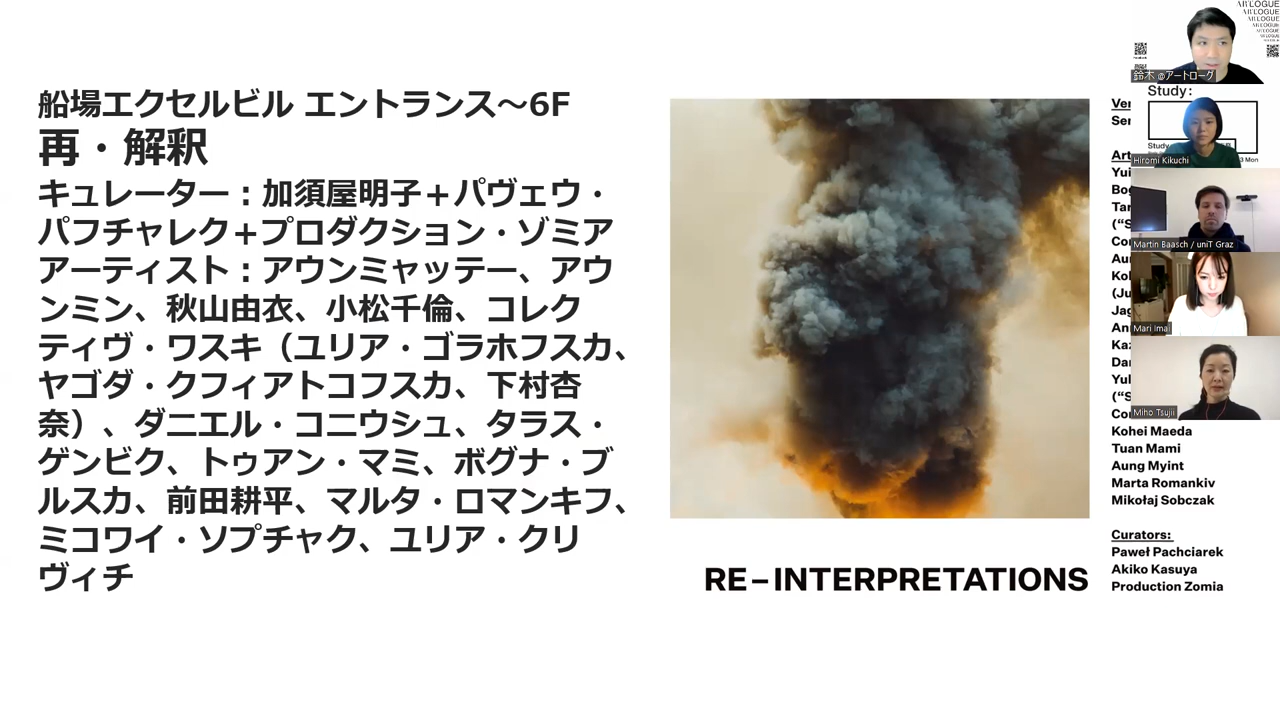 船場エクセルビル エントランス～6F
再・解釈
キュレーター：加須屋明子＋パヴェウ・
パフチャレク＋プロダクション・ゾミア
アーティスト：アウンミャッテー、アウ
ンミン、秋山由衣、小松千倫、コレク
ティヴ・ワスキ（ユリア・ゴラホフスカ、
ヤゴダ・クフィアトコフスカ、下村杏
奈）、ダニエル・コニウシュ、タラス・
ゲンビク、トゥアン・マミ、ボグナ・ブ
ルスカ、前田耕平、マルタ・ロマンキフ、
ミコワイ・ソプチャク、ユリア・クリ
ヴィチ
RE–INTERPRETATIONS
Kohei Maeda
Tuan Mami
Aung Myint
Marta Romankiv
Mikołaj Sobczak
Curators:
Paweł Pachciarek
Akiko Kasuya
Production Zomia
鈴木 @アートローグ
Study:
Study
3 Mon
Hiromi Kikuchi
Martin Baasch / uniT Graz
Mari Imai
Miho Tsujii